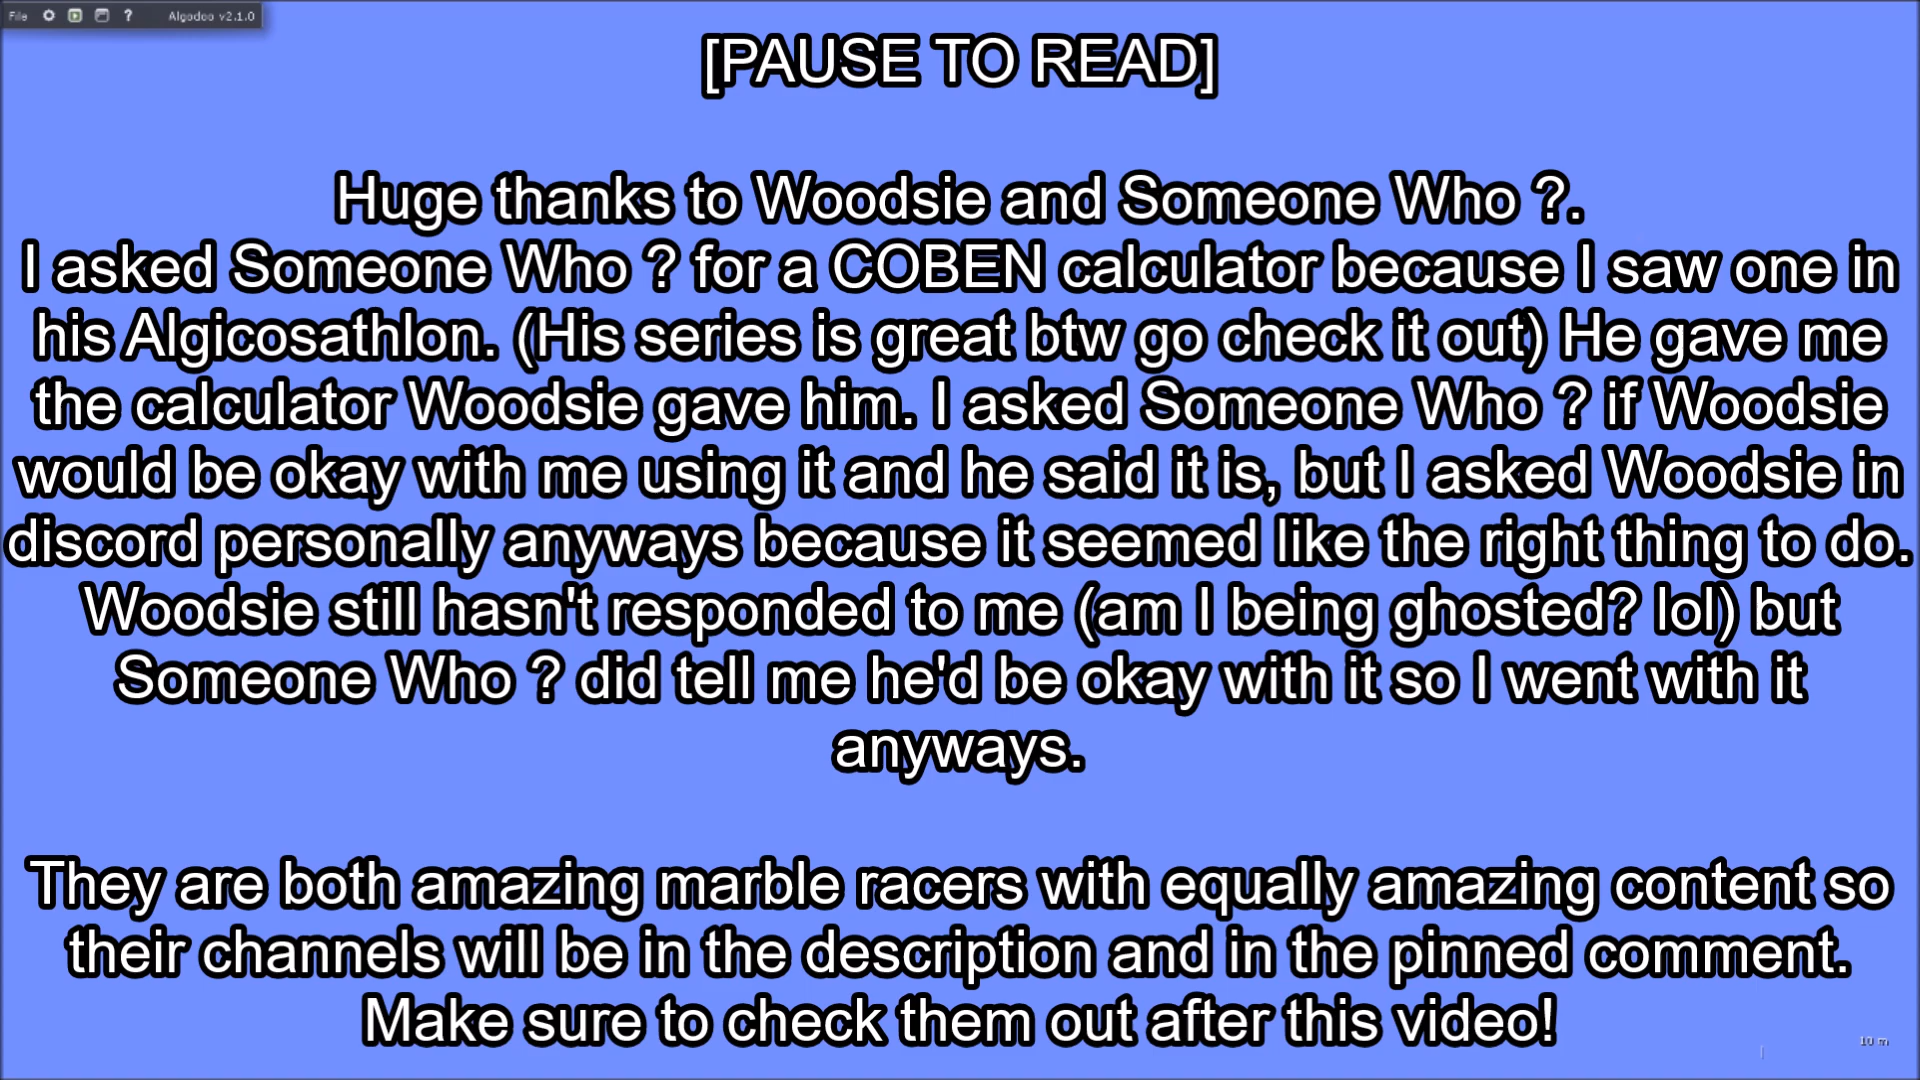 File ? Algodoo v2.1.0
[PAUSE TO READ]
Huge thanks to Woodsie and Someone Who ?.
I asked Someone Who ? for a COBEN calculator because I saw one in
his Algicosathlon. (His series is great btw go check it out) He gave me
the calculator Woodsie gave him. I asked Someone Who ? if Woodsie
would be okay with me using it and he said it is, but I asked Woodsie in
discord personally anyways because it seemed like the right thing to do.
Woodsie still hasn't responded to me (am I being ghosted? lol) but
Someone Who ? did tell me he'd be okay with it so I went with it
anyways.
They are both amazing marble racers with equally amazing content so
their channels will be in the description and in the pinned comment.
Make sure to check them out after this video!
10 m